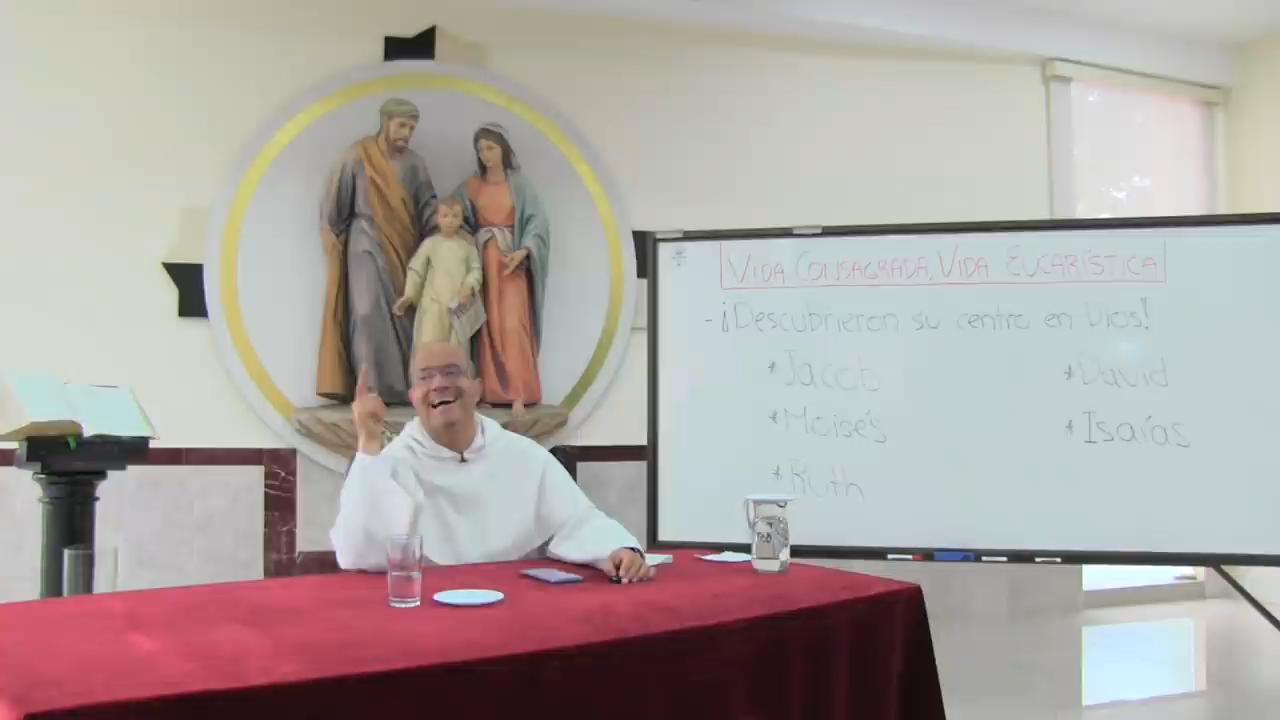 VIDA CONSAGRADA, VIDA EUCARÍSTICA
- ¡Descubrieron su centro en Dios!
* Jacob
* David
* Moisés
* Isaías
* Ruth